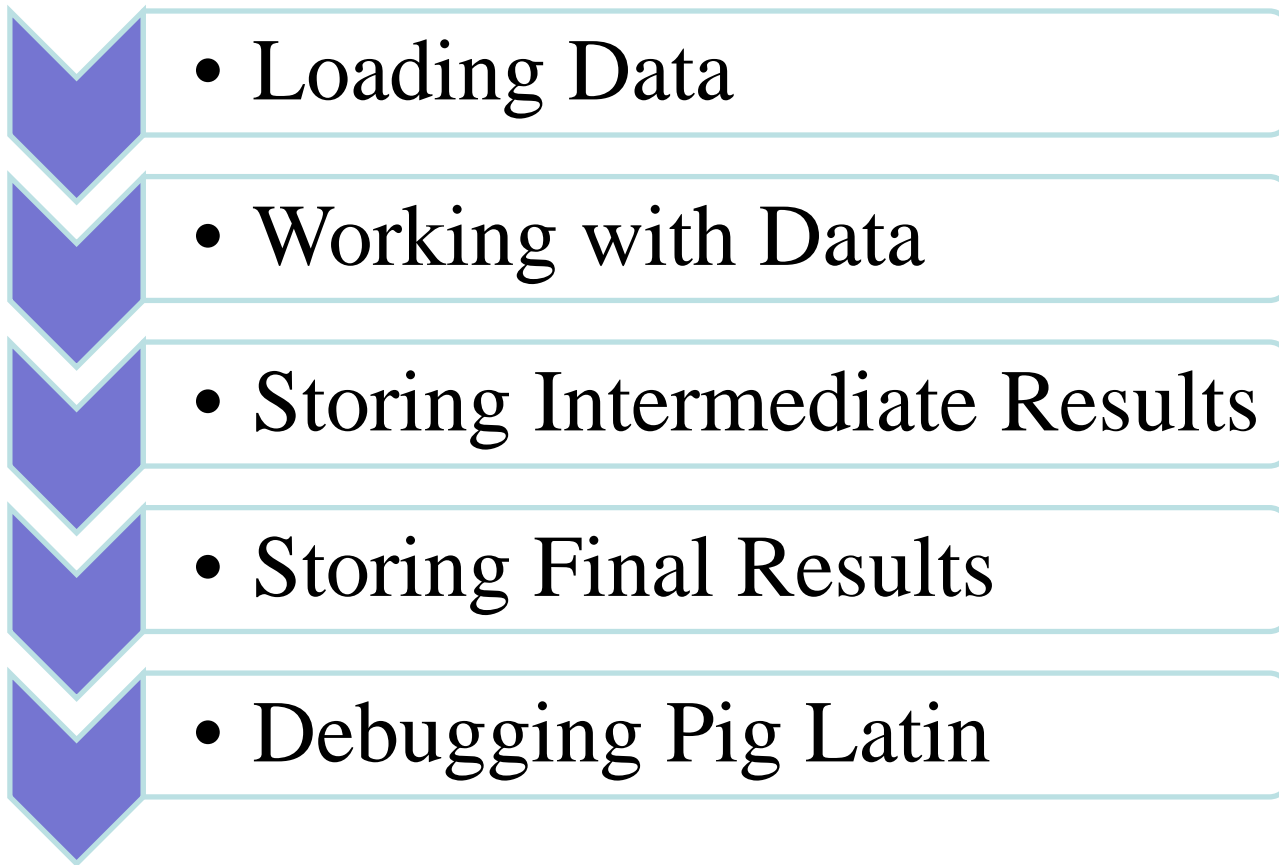 • Loading Data
• Working with Data
• Storing Intermediate Results
• Storing Final Results
• Debugging Pig Latin